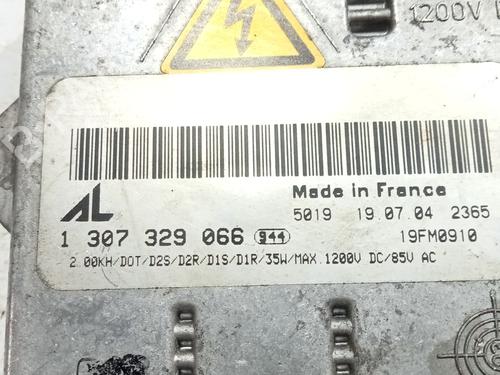 1200V
AL
Made in France
5019 19.07.04 2365
1 307 329 066 944
19FM0910
2.00KH/DOT/D2S/D2R/D1S/D1R/35W/MAX.1200V DC/85V AC